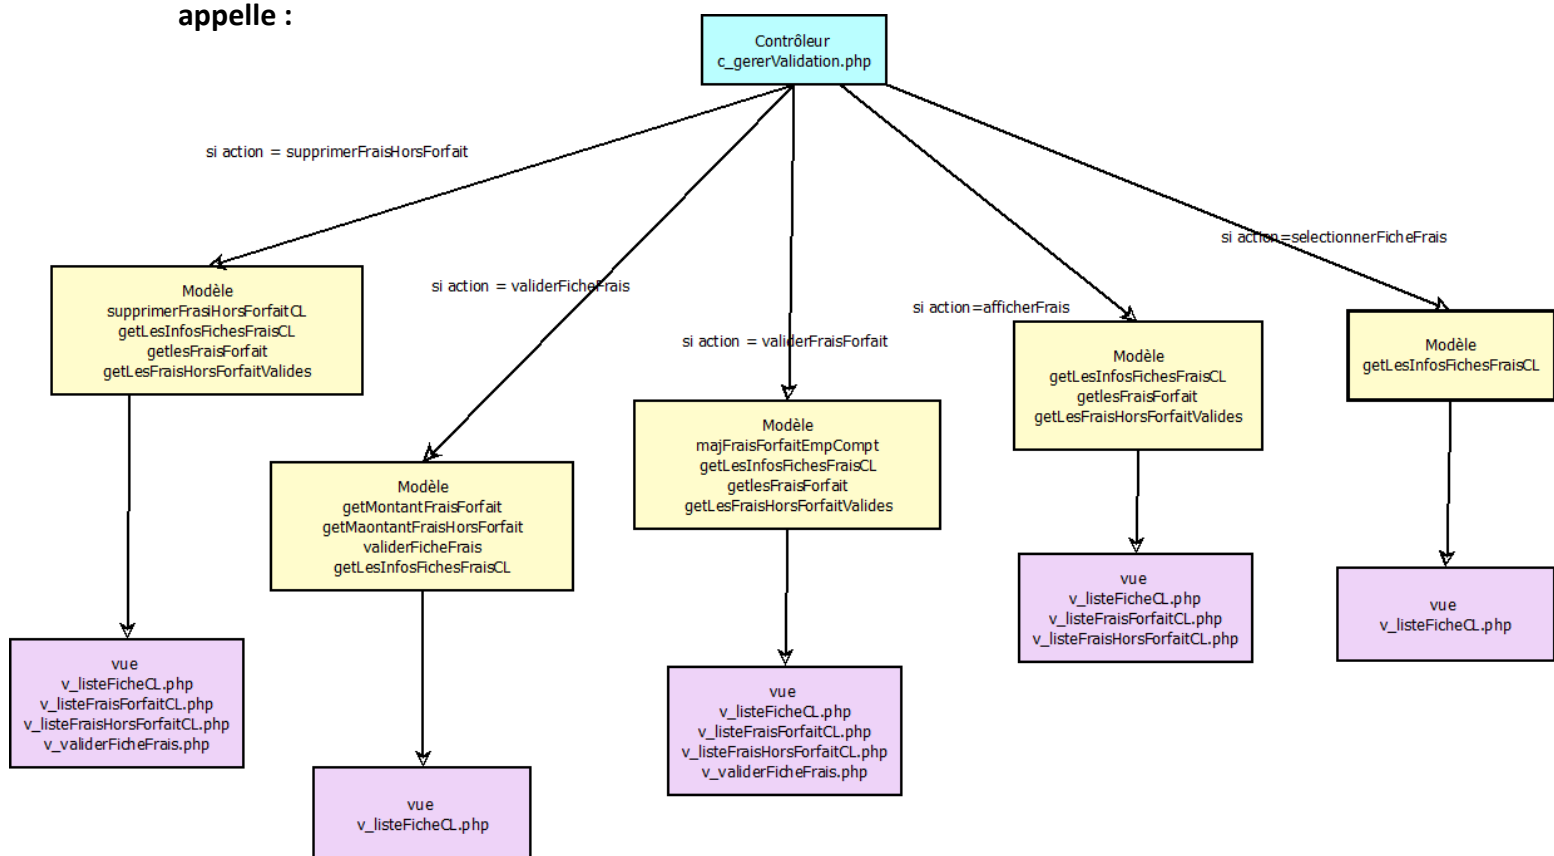 appelle :
Contrôleur
c_gererValidation.php
si action = supprimerFraisHorsForfait
si action = validerFicheFrais
si action = validerFraisForfait
si action=afficherFrais
si action=selectionnerFicheFrais
Modèle
supprimerFrasiHorsForfaitCL
getLesInfosFichesFraisCL
getlesFraisForfait
getLesFraisHorsForfaitValides
Modèle
getMontantFraisForfait
getMaontantFraisHorsForfait
validerFicheFrais
getLesInfosFichesFraisCL
Modèle
majFraisForfaitEmpCompt
getLesInfosFichesFraisCL
getlesFraisForfait
getLesFraisHorsForfaitValides
Modèle
getLesInfosFichesFraisCL
getlesFraisForfait
getLesFraisHorsForfaitValides
Modèle
getLesInfosFichesFraisCL
vue
v_listeFicheCL.php
v_listeFraisForfaitCL.php
v_listeFraisHorsForfaitCL.php
v_validerFicheFrais.php
vue
v_listeFicheCL.php
vue
v_listeFicheCL.php
v_listeFraisForfaitCL.php
v_listeFraisHorsForfaitCL.php
v_validerFicheFrais.php
vue
v_listeFicheCL.php
v_listeFraisForfaitCL.php
v_listeFraisHorsForfaitCL.php
vue
v_listeFicheCL.php